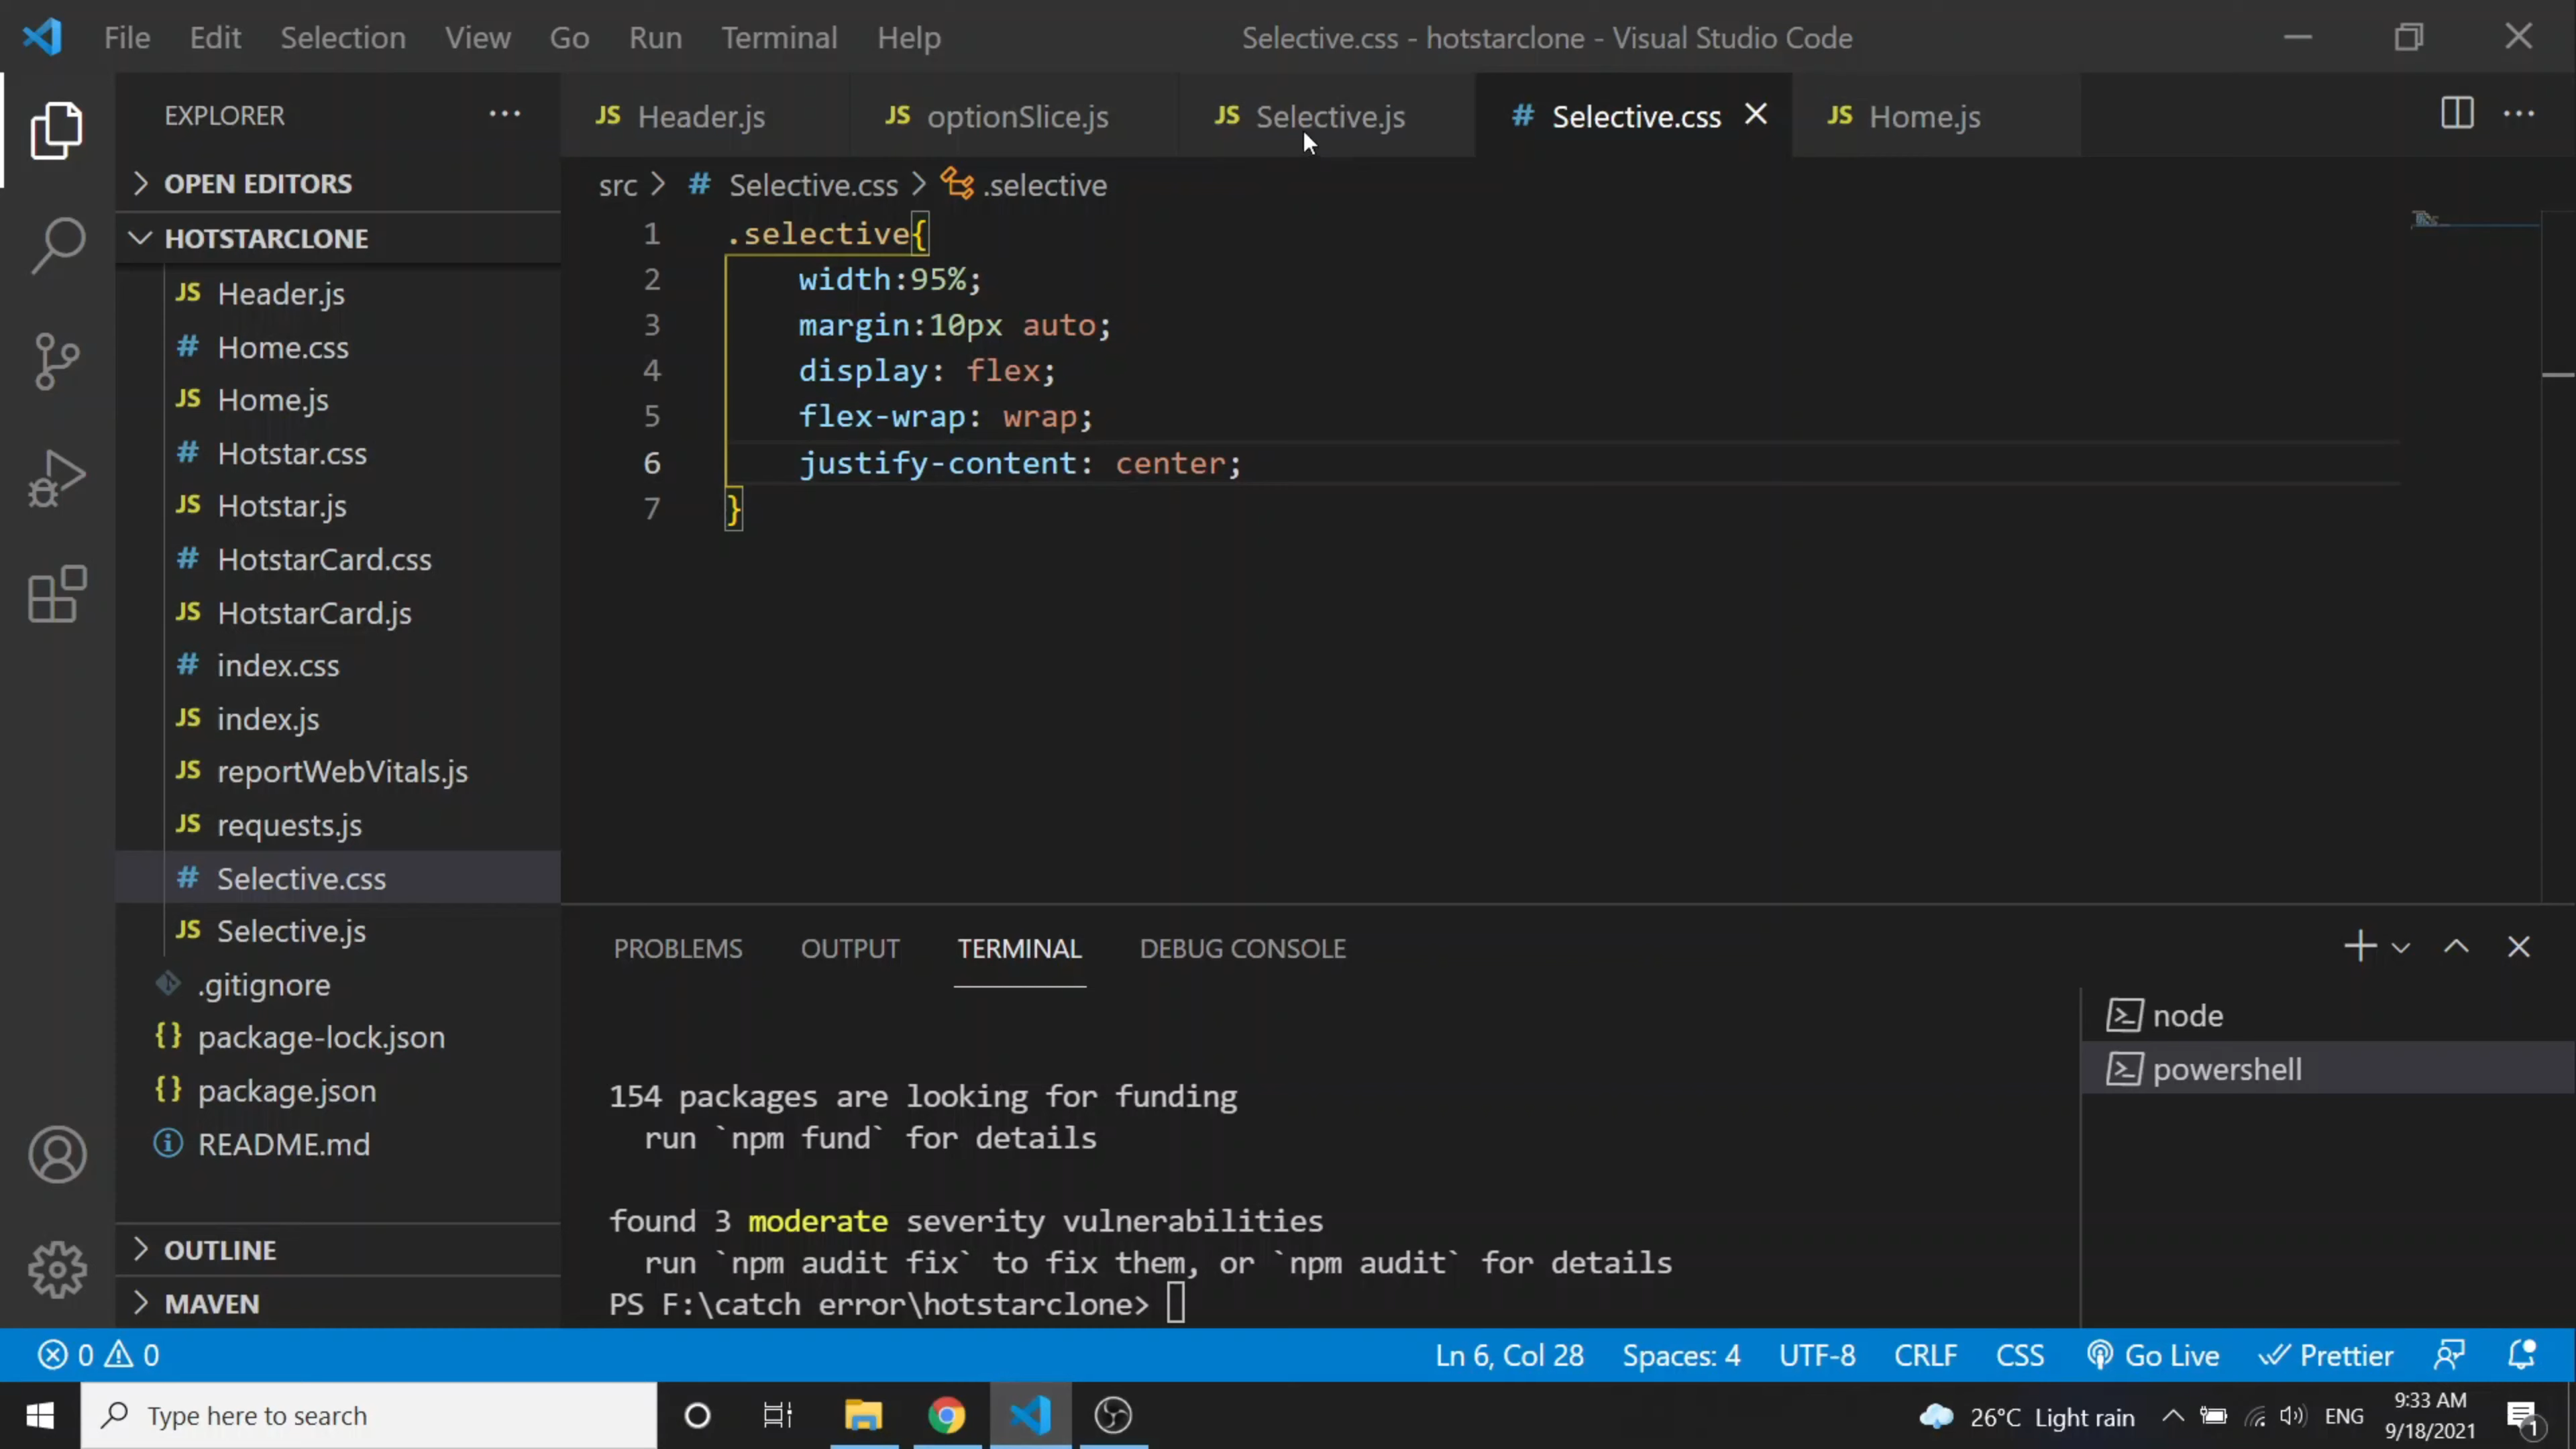 File Edit Selection View Go Run Terminal Help
Selective.css - hotstarclone - Visual Studio Code
EXPLORER
OPEN EDITORS
HOTSTARCLONE
JS Header.js
# Home.css
JS Home.js
# Hotstar.css
JS Hotstar.js
# HotstarCard.css
JS HotstarCard.js
# index.css
JS index.js
JS reportWebVitals.js
JS requests.js
# Selective.css
JS Selective.js
.gitignore
{} package-lock.json
{} package.json
README.md
OUTLINE
MAVEN
JS Header.js JS optionSlice.js JS Selective.js # Selective.css JS Home.js
src > # Selective.css > .selective
1 .selective{
2 width:95%;
3 margin:10px auto;
4 display: flex;
5 flex-wrap: wrap;
6 justify-content: center;
7 }
PROBLEMS OUTPUT TERMINAL DEBUG CONSOLE
154 packages are looking for funding
run `npm fund` for details
found 3 moderate severity vulnerabilities
run `npm audit fix` to fix them, or `npm audit` for details
PS F:\catch error\hotstarclone>
node
powershell
0 0
Ln 6, Col 28 Spaces: 4 UTF-8 CRLF CSS Go Live Prettier
Type here to search
26°C Light rain
ENG
9:33 AM
9/18/2021
1